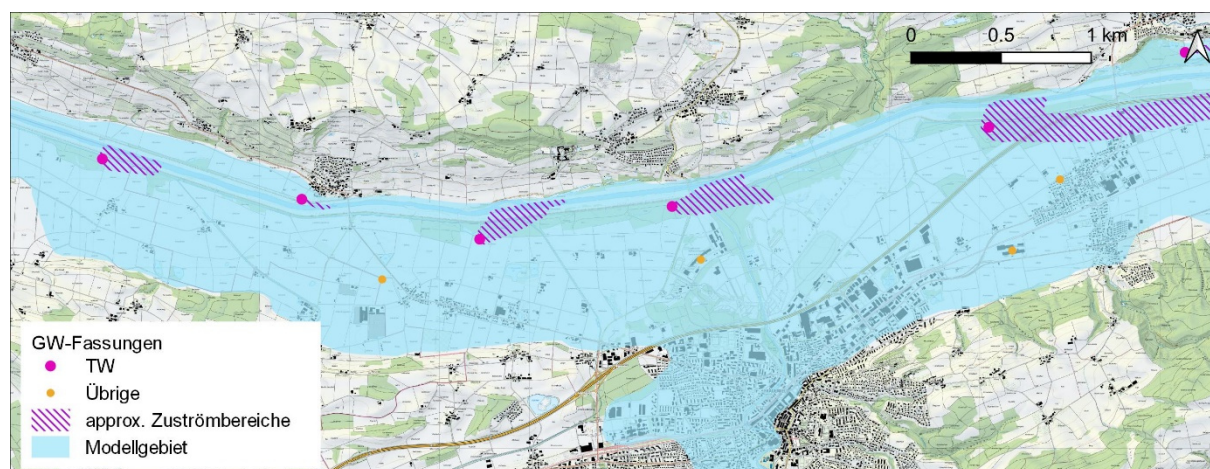 0 0.5 1 km
GW-Fassungen
TW
Übrige
approx. Zuströmbereiche
Modellgebiet